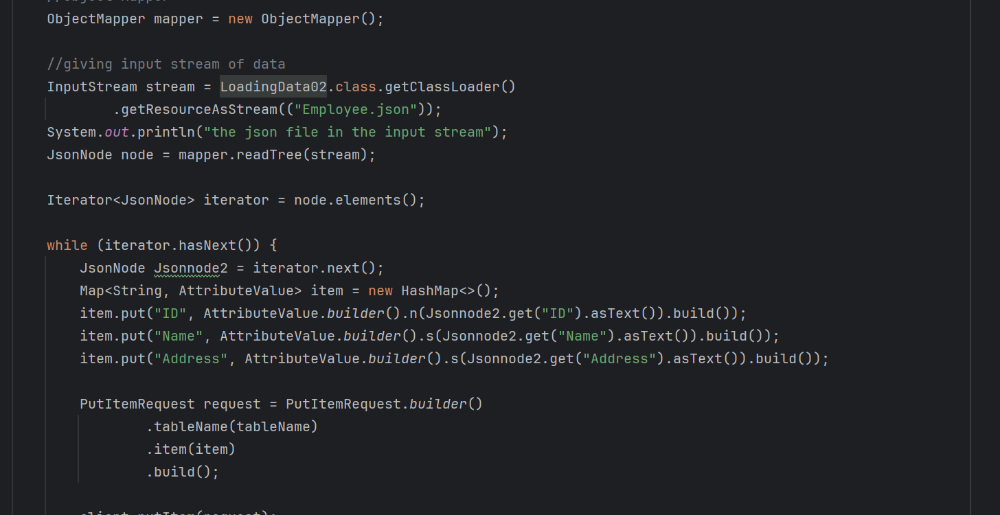 //object Mapper
ObjectMapper mapper = new ObjectMapper();
//giving input stream of data
InputStream stream = LoadingData02.class.getClassLoader()
.getResourceAsStream(("Employee.json"));
System.out.println("the json file in the input stream");
JsonNode node = mapper.readTree(stream);
Iterator<JsonNode> iterator = node.elements();
while (iterator.hasNext()) {
JsonNode Jsonnode2 = iterator.next();
Map<String, AttributeValue> item = new HashMap<>();
item.put("ID", AttributeValue.builder().n(Jsonnode2.get("ID").asText()).build());
item.put("Name", AttributeValue.builder().s(Jsonnode2.get("Name").asText()).build());
item.put("Address", AttributeValue.builder().s(Jsonnode2.get("Address").asText()).build());
PutItemRequest request = PutItemRequest.builder()
.tableName(tableName)
.item(item)
.build();
client.putItem(request);